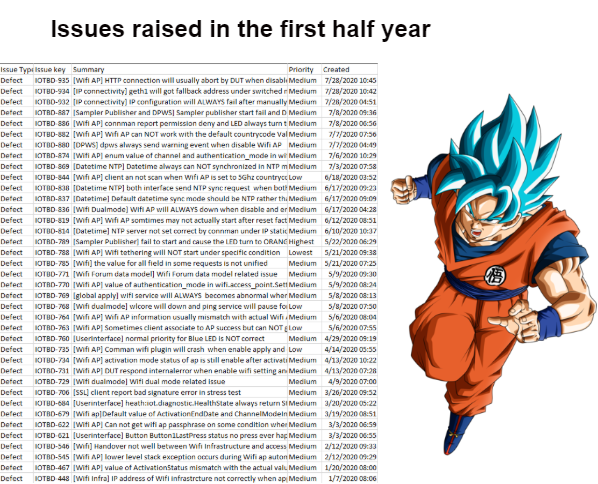 Issues raised in the first half year
Issue Type Issue key Summary Priority Created
Defect IOTBD-935 [Wifi AP] HTTP connection will usually abort by DUT when disabl Medium 7/28/2020 10:45
Defect IOTBD-934 [IP connectivity] geth1 will got fallback address under switched r Medium 7/28/2020 10:42
Defect IOTBD-932 [IP connectivity] IP configuration will ALWAYS fail after manually Medium 7/28/2020 04:51
Defect IOTBD-887 [Sampler Publisher and DPWS] Sampler publisher start fail and D Medium 7/8/2020 09:36
Defect IOTBD-886 [Wifi AP] connman report permission deny and LED always turn t Medium 7/8/2020 06:56
Defect IOTBD-882 [Wifi AP] Wifi AP can NOT work with the default countrycode Val Medium 7/7/2020 07:56
Defect IOTBD-880 [DPWS] dpws always send warning event when disable Wifi AP Medium 7/7/2020 04:49
Defect IOTBD-874 [Wifi AP] enum value of channel and authentication_mode in wi Medium 7/6/2020 10:29
Defect IOTBD-869 [Datetime NTP] Datetime always can NOT synchronized in NTP m Medium 7/3/2020 07:58
Defect IOTBD-844 [Wifi AP] client an not scan when Wifi AP is set to 5Ghz countryco Low 6/18/2020 03:52
Defect IOTBD-838 [Datetime NTP] both interface send NTP sync request when both Medium 6/17/2020 09:23
Defect IOTBD-837 [Datetime] Default datetime sync mode should be NTP rather th Medium 6/17/2020 09:09
Defect IOTBD-836 [Wifi Dualmode] Wifi AP will ALWAYS down when disable and er Medium 6/17/2020 04:28
Defect IOTBD-819 [Wifi AP] Wifi AP somtimes may not actually start after reset fact Medium 6/12/2020 08:51
Defect IOTBD-814 [Datetime] NTP server not set correct by connman under IP static Medium 6/10/2020 10:37
Defect IOTBD-789 [Sampler Publisher] fail to start and cause the LED turn to ORANG Highest 5/22/2020 06:29
Defect IOTBD-788 [Wifi AP] Wifi tethering will NOT start under specific condition Lowest 5/21/2020 09:38
Defect IOTBD-785 [Wifi] the value for all field in some requests is not unified Medium 5/21/2020 07:25
Defect IOTBD-771 [Wifi Forum data model] Wifi Forum data model related issue Medium 5/9/2020 09:30
Defect IOTBD-770 [Wifi AP] value of authentication_mode in wifi.access_point.Sett Medium 5/9/2020 08:24
Defect IOTBD-769 [global apply] wifi service will ALWAYS becomes abnormal wher Medium 5/8/2020 08:13
Defect IOTBD-768 [Wifi dualmode] wlcore will down and ping service will pause foi Low 5/8/2020 07:50
Defect IOTBD-764 [Wifi AP] Wifi AP information usually mismatch with actual Wifi Medium 5/6/2020 08:04
Defect IOTBD-763 [Wifi AP] Sometimes client associate to AP success but can NOT g Low 5/6/2020 07:55
Defect IOTBD-760 [Userinterface] normal priority for Blue LED is NOT correct Medium 4/29/2020 09:19
Defect IOTBD-735 [Wifi AP] Comman wifi plugin will crash when enable apply and Low 4/14/2020 05:55
Defect IOTBD-734 [Wifi AP] activation mode status of ap is still enable after activati Medium 4/13/2020 10:22
Defect IOTBD-731 [Wifi AP] DUT respond internalerror when enable wifi setting an Medium 4/13/2020 07:28
Defect IOTBD-729 [Wifi dualmode] Wifi dual mode related issue Medium 4/9/2020 07:00
Defect IOTBD-706 [SSL] client report bad signature error in stress test Medium 3/26/2020 09:52
Defect IOTBD-684 [Userinterface] heath:iot.diagnostic.HealthState always return SI Medium 3/20/2020 05:22
Defect IOTBD-679 [Wifi ap]Default value of ActivationEndDate and ChannelModeIn Medium 3/19/2020 08:51
Defect IOTBD-622 [Wifi AP] Can not get wifi ap passphrase on some condition wher Medium 3/3/2020 06:59
Defect IOTBD-621 [Userinterface] Button Button1LastPress status no press ever hap Medium 3/3/2020 06:55
Defect IOTBD-546 [Wifi] Handover not well between Wifi Infrastructure and access Medium 2/12/2020 09:33
Defect IOTBD-545 [Wifi AP] lower level stack exception occurs during Wifi ap auton Medium 2/12/2020 09:29
Defect IOTBD-467 [Wifi AP] value of ActivationStatus mismatch with the actual valu Medium 1/20/2020 08:00
Defect IOTBD-448 [Wifi Infra] IP address of Wifi infrastrcture not correctly when ap Medium 1/7/2020 08:06
悟